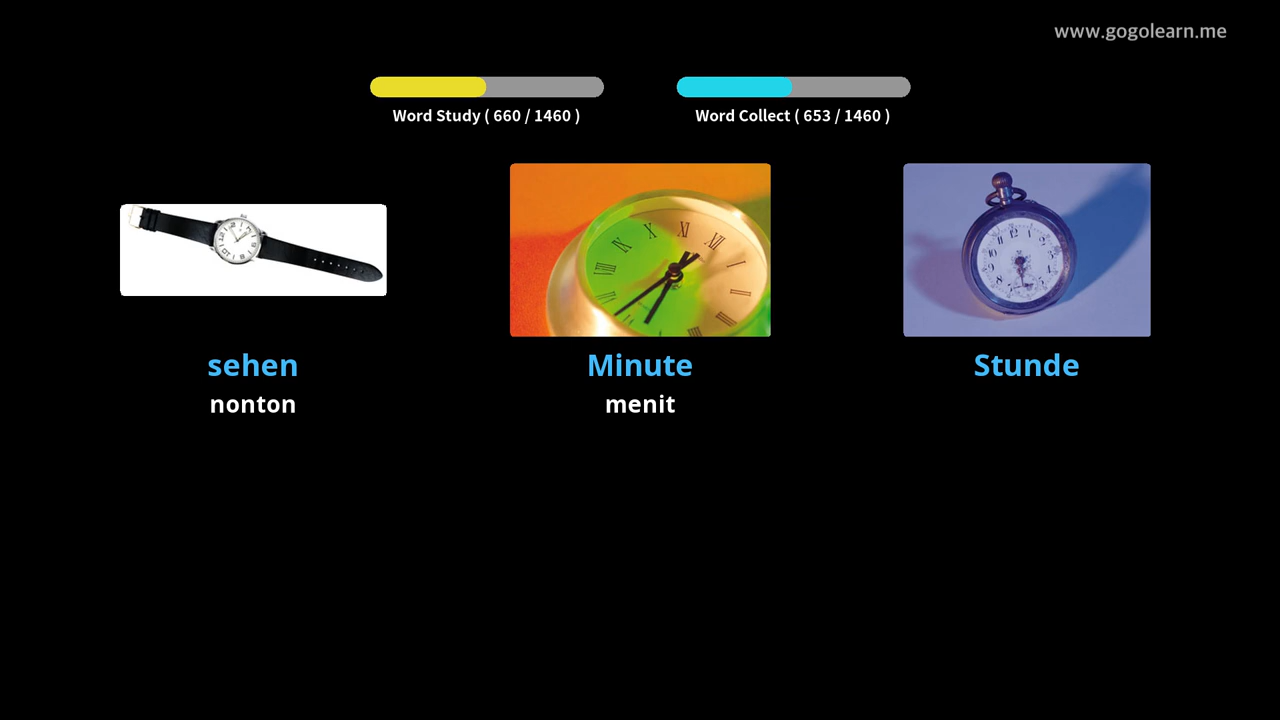 www.gogolearn.me
Word Study ( 660 / 1460 )
Word Collect ( 653 / 1460 )
sehen
nonton
Minute
menit
Stunde